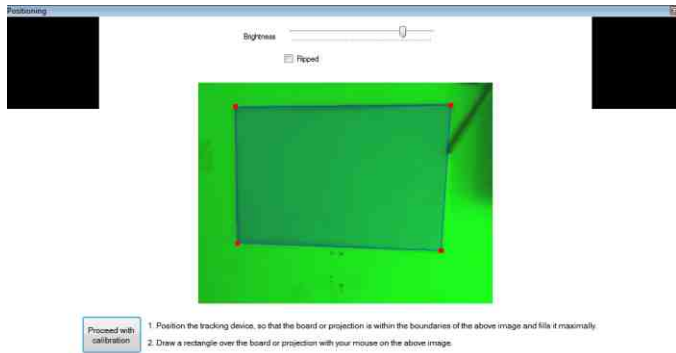 Positioning
Brightness
Flipped
Proceed with
calibration
1. Position the tracking device, so that the board or projection is within the boundaries of the above image and fills it maximally.
2. Draw a rectangle over the board or projection with your mouse on the above image.